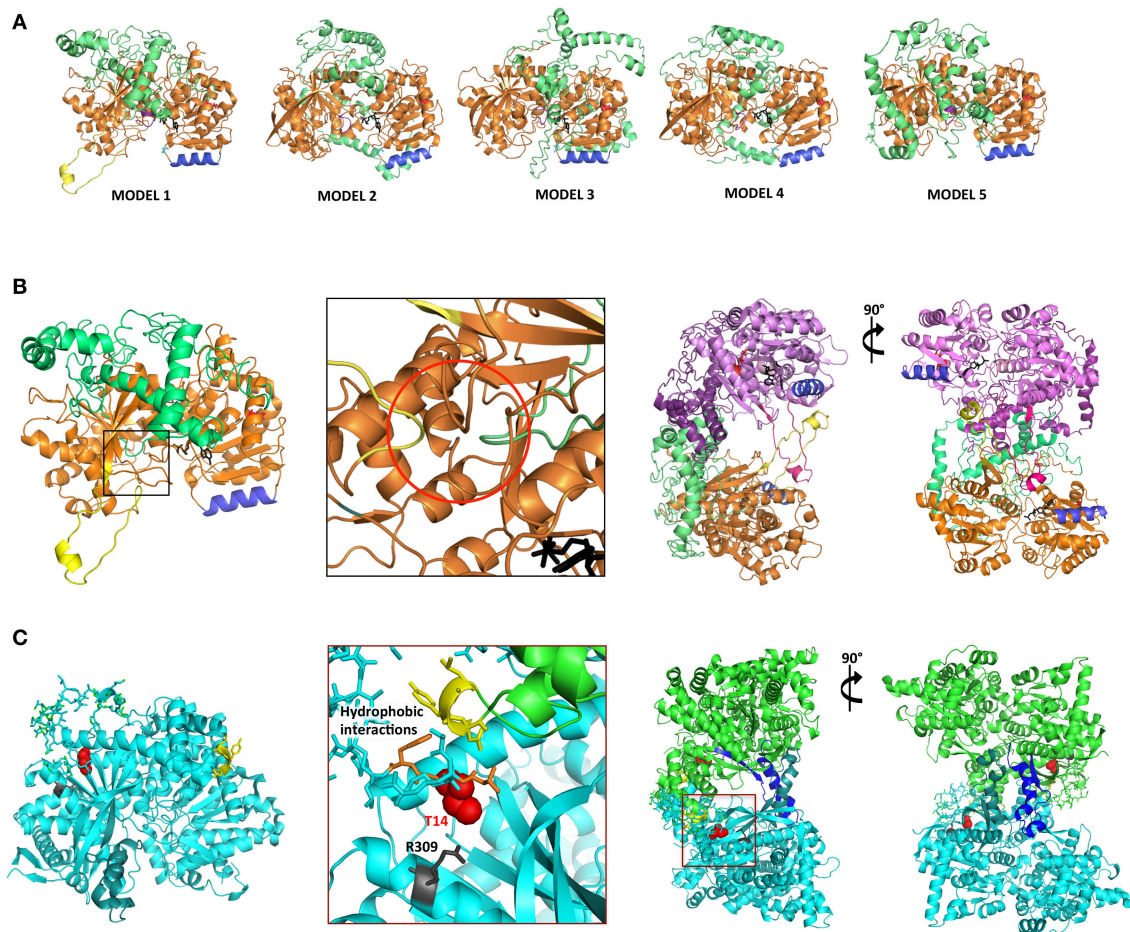 A
MODEL 1
MODEL 2
MODEL 3
MODEL 4
MODEL 5
B
90°
C
90°
Hydrophobic
interactions
T14
R309